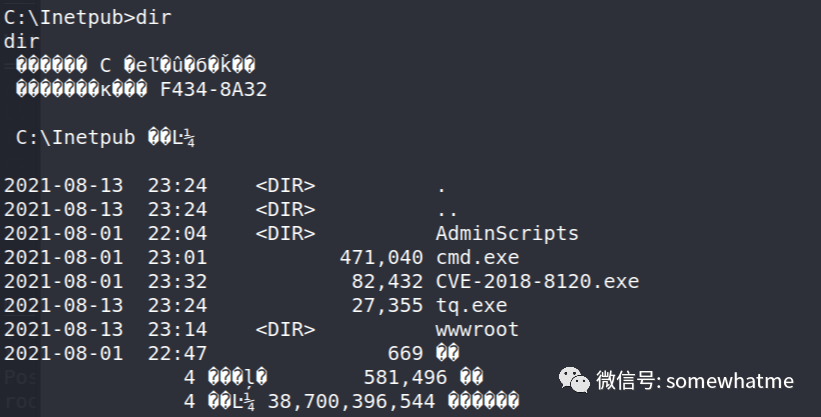 C:\Inetpub>dir
dir
������ C �eľ�û�б�ǩ��
�������к��� F434-8A32
C:\Inetpub ��Ŀ¼
2021-08-13 23:24 <DIR> .
2021-08-13 23:24 <DIR> ..
2021-08-01 22:04 <DIR> AdminScripts
2021-08-01 23:01 471,040 cmd.exe
2021-08-01 23:32 82,432 CVE-2018-8120.exe
2021-08-13 23:24 27,355 tq.exe
2021-08-13 23:14 <DIR> wwwroot
2021-08-01 22:47 669 ��
4 ���ļ� 581,496 ��
4 ��Ŀ¼ 38,700,396,544 ������
微信号: somewhatme